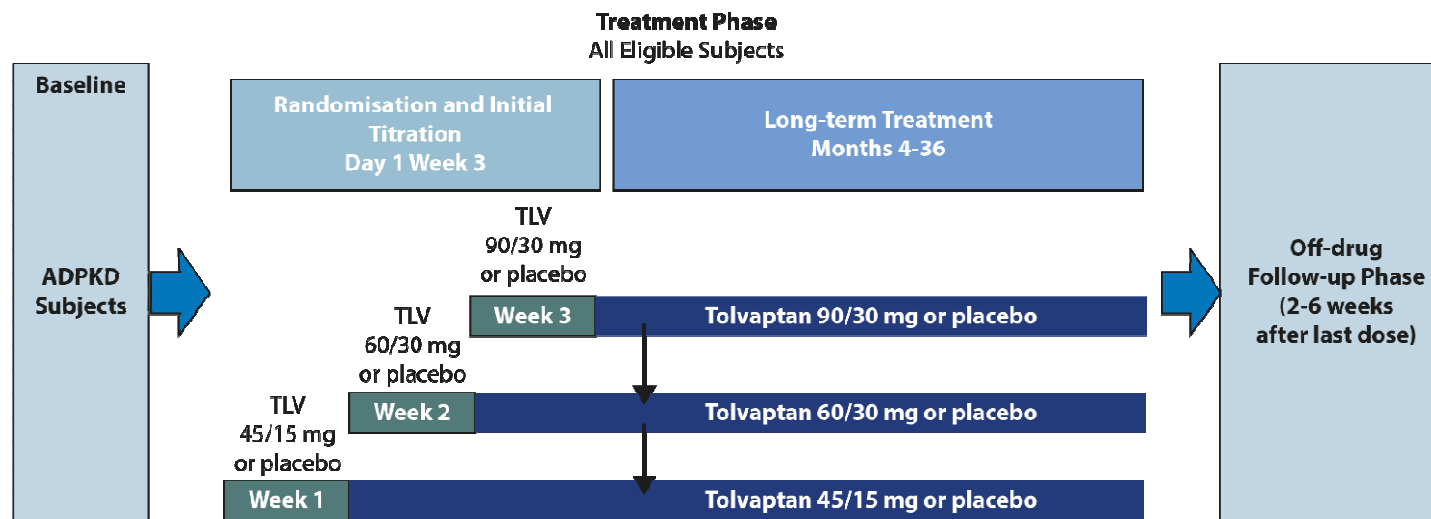 Treatment Phase
All Eligible Subjects
Baseline
ADPKD
Subjects
Randomisation and Initial
Titration
Day 1 Week 3
Long-term Treatment
Months 4-36
TLV
90/30 mg
or placebo
Week 3
Tolvaptan 90/30 mg or placebo
TLV
60/30 mg
or placebo
Week 2
Tolvaptan 60/30 mg or placebo
TLV
45/15 mg
or placebo
Week 1
Tolvaptan 45/15 mg or placebo
Off-drug
Follow-up Phase
(2-6 weeks
after last dose)